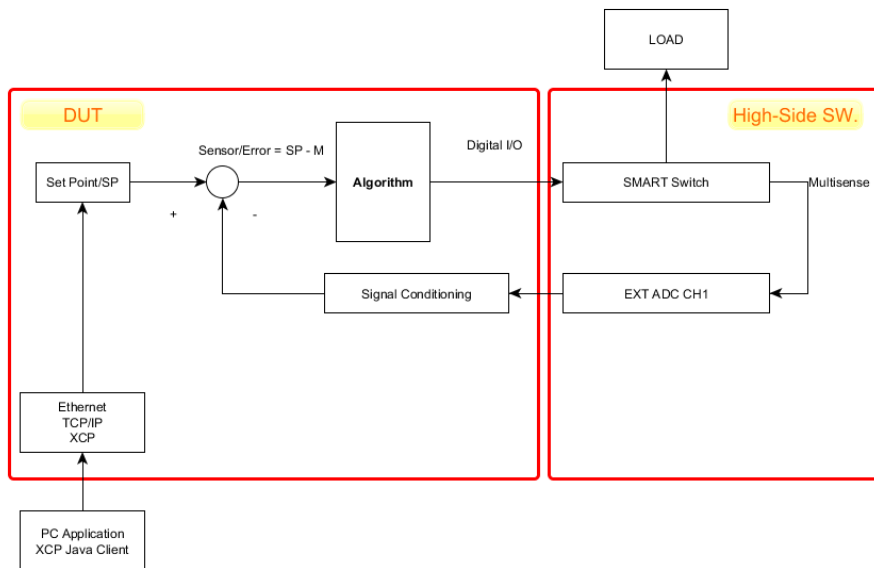 LOAD
DUT
High-Side SW.
Sensor/Error = SP - M
Digital I/O
Set Point/SP
Algorithm
SMART Switch
Multisense
+
-
Signal Conditioning
EXT ADC CH1
Ethernet
TCP/IP
XCP
PC Application
XCP Java Client